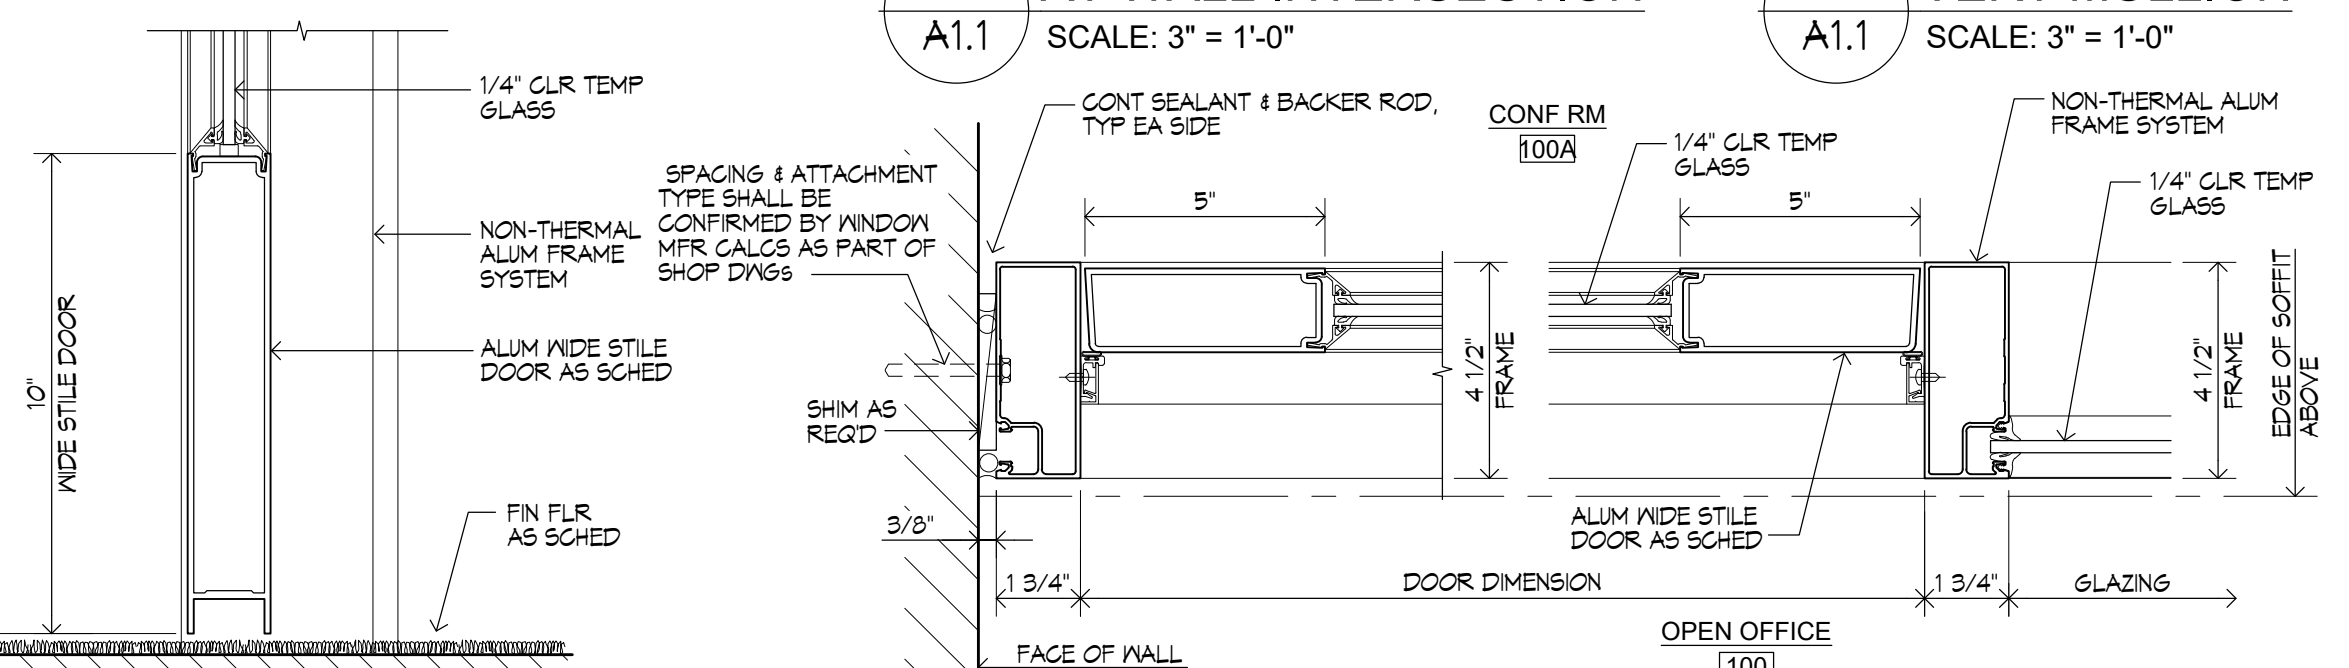 A1.1
SCALE: 3" = 1'-0"
A1.1
SCALE: 3" = 1'-0"
1/4" CLR TEMP
GLASS
NON-THERMAL
ALUM FRAME
SYSTEM
ALUM WIDE STILE
DOOR AS SCHED
10"
WIDE STILE DOOR
FIN FLR
AS SCHED
CONT SEALANT & BACKER ROD,
TYP EA SIDE
SPACING & ATTACHMENT
TYPE SHALL BE
CONFIRMED BY WINDOW
MFR CALCS AS PART OF
SHOP DWGs
SHIM AS
REQ'D
CONF RM
100A
1/4" CLR TEMP
GLASS
NON-THERMAL ALUM
FRAME SYSTEM
1/4" CLR TEMP
GLASS
5"
5"
4 1/2"
FRAME
4 1/2"
FRAME
EDGE OF SOFFIT
ABOVE
ALUM WIDE STILE
DOOR AS SCHED
3/8"
1 3/4"
DOOR DIMENSION
1 3/4"
GLAZING
OPEN OFFICE
100
FACE OF WALL